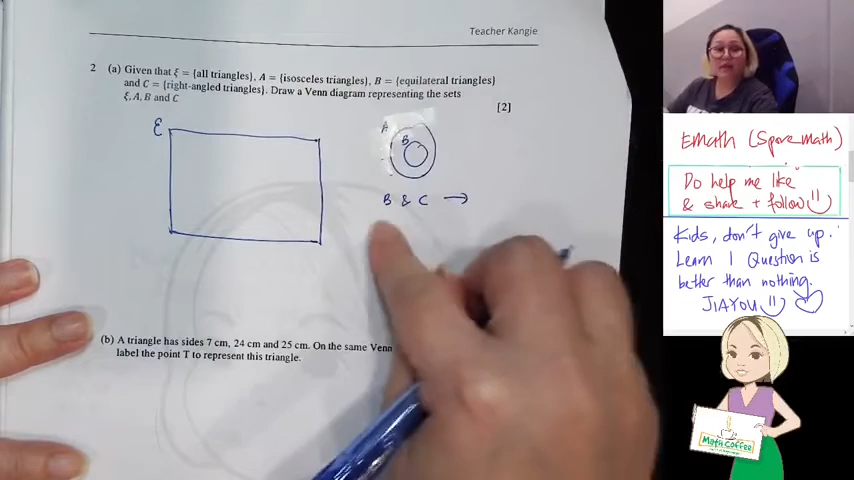 Teacher Kangie
2 (a) Given that ξ = {all triangles}, A = {isosceles triangles}, B = {equilateral triangles}
and C = {right-angled triangles}. Draw a Venn diagram representing the sets
ξ, A, B and C
[2]
ξ
A
B
B & C →
(b) A triangle has sides 7 cm, 24 cm and 25 cm. On the same Venn
label the point T to represent this triangle.
EMath (Spore Math)
Do help me like
& share + follow
Kids, don't give up.
Learn 1 Question is
better than nothing.
JIAYOU
Math Coffee